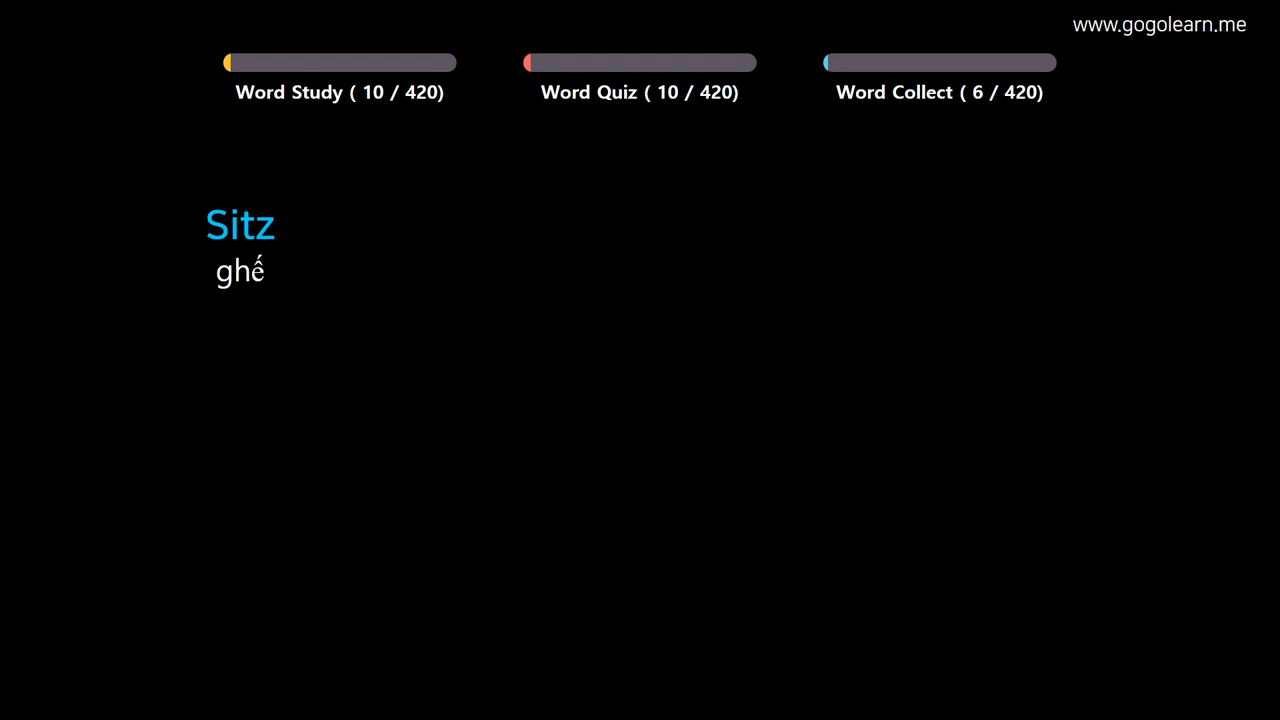 www.gogolearn.me
Word Study ( 10 / 420)
Word Quiz ( 10 / 420)
Word Collect ( 6 / 420)
Sitz
ghế